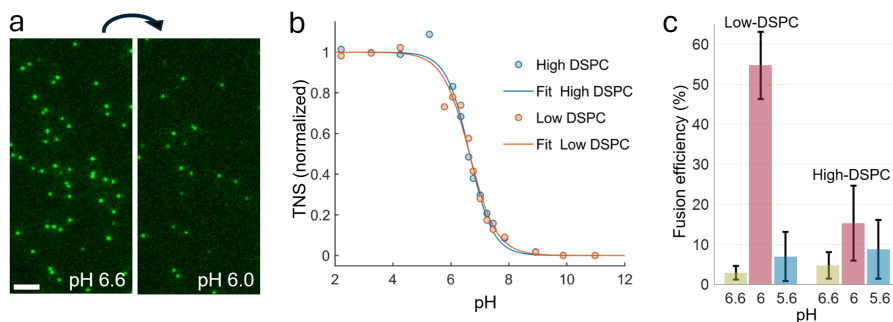 a
pH 6.6
pH 6.0
b
TNS (normalized)
1
0.8
0.6
0.4
0.2
0
2
4
6
8
10
12
pH
High DSPC
Fit High DSPC
Low DSPC
Fit Low DSPC
c
Fusion efficiency (%)
60
50
40
30
20
10
0
Low-DSPC
High-DSPC
6.6 6 5.6 6.6 6 5.6
pH